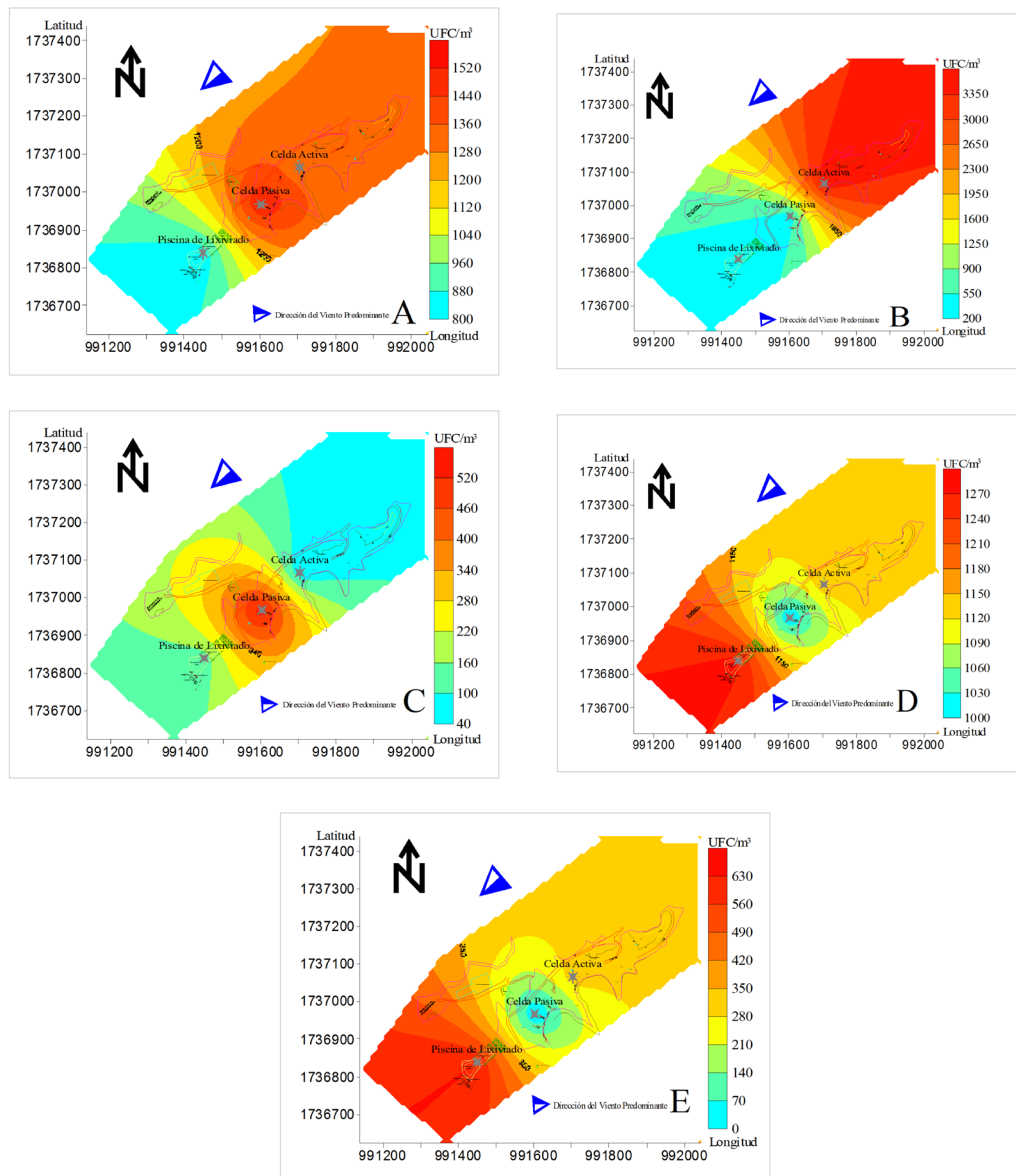 Latitud
UFC/m³
1737400
1737300
1737200
1737100
1737000
1736900
1736800
1736700
N
1200
Celda Activa
Celda Pasiva
Piscina de Lixiviado
1200
1520
1440
1360
1280
1200
1120
1040
960
880
800
Dirección del Viento Predominante
A
Longitud
991200 991400 991600 991800 992000
Latitud
UFC/m³
1737400
1737300
1737200
1737100
1737000
1736900
1736800
1736700
N
Celda Activa
Celda Pasiva
Piscina de Lixiviado
1950
3350
3000
2650
2300
1950
1600
1250
900
550
200
Dirección del Viento Predominante
B
Longitud
991200 991400 991600 991800 992000
Latitud
UFC/m³
1737400
1737300
1737200
1737100
1737000
1736900
1736800
1736700
N
Celda Activa
Celda Pasiva
Piscina de Lixiviado
340
520
460
400
340
280
220
160
100
40
Dirección del Viento Predominante
C
Longitud
991200 991400 991600 991800 992000
Latitud
UFC/m³
1737400
1737300
1737200
1737100
1737000
1736900
1736800
1736700
N
1150
Celda Activa
Celda Pasiva
Piscina de Lixiviado
1150
1270
1240
1210
1180
1150
1120
1090
1060
1030
1000
Dirección del Viento Predominante
D
Longitud
991200 991400 991600 991800 992000
Latitud
UFC/m³
1737400
1737300
1737200
1737100
1737000
1736900
1736800
1736700
N
350
Celda Activa
Celda Pasiva
Piscina de Lixiviado
350
630
560
490
420
350
280
210
140
70
0
Dirección del Viento Predominante
E
Longitud
991200 991400 991600 991800 992000